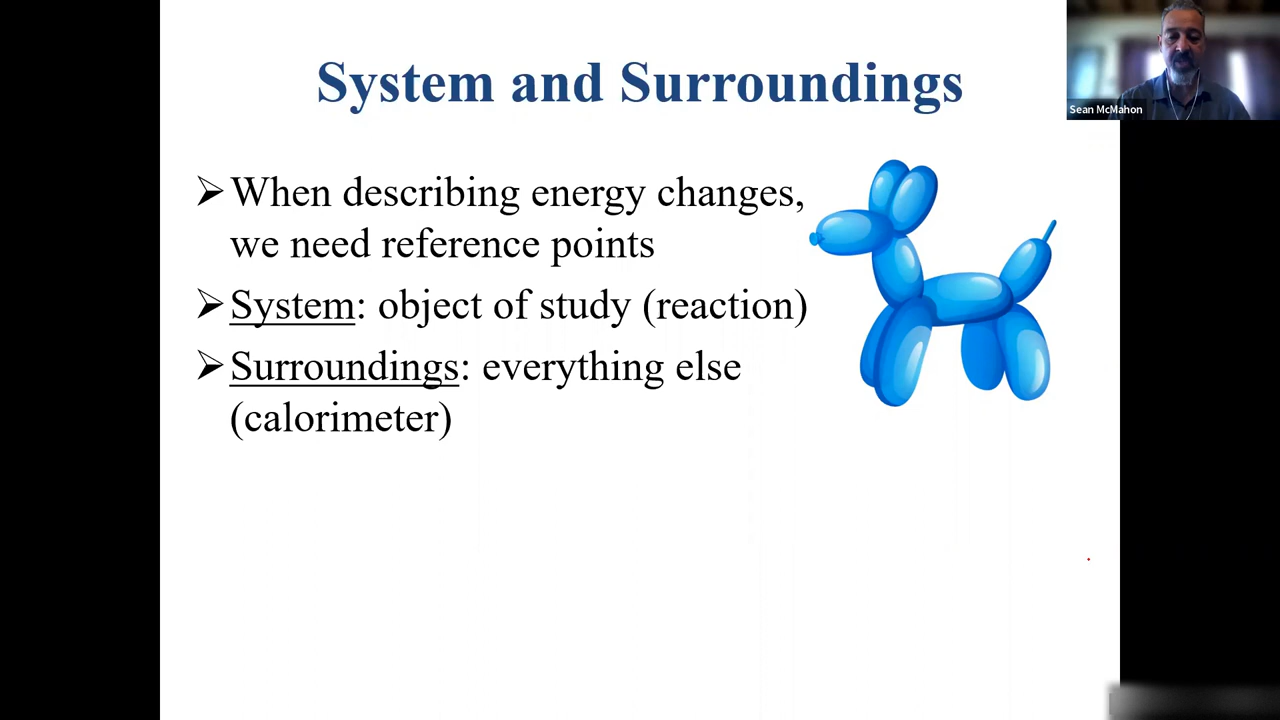 System and Surroundings
Sean McMahon
➢When describing energy changes,
we need reference points
➢System: object of study (reaction)
➢Surroundings: everything else
(calorimeter)